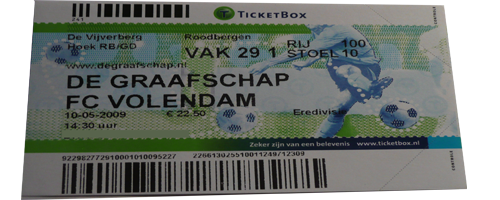 TICKETBOX
De Vijverberg Roodbergen
Hoek RB/GD VAK 29 1 RIJ 100
STOEL 10
www.degraafschap.nl
DE GRAAFSCHAP
FC VOLENDAM Eredivisie
10-05-2009 € 22.50
14:30 uur
Zeker zijn van een belevenis www.ticketbox.nl